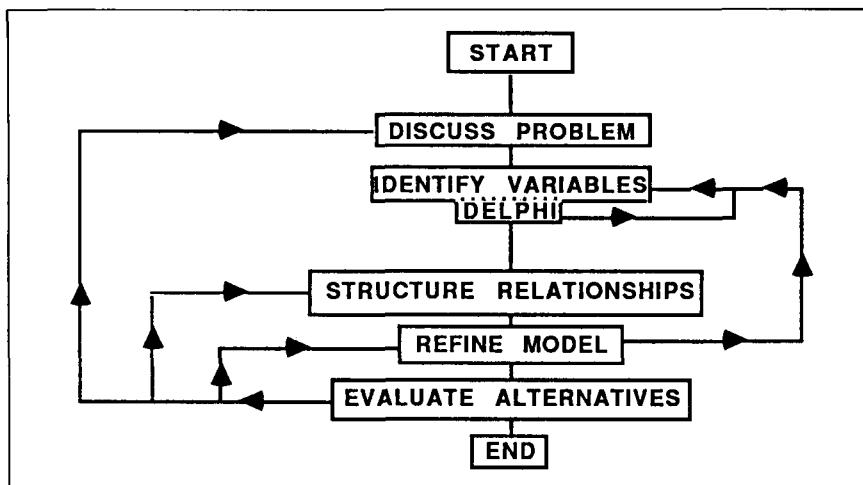 START
DISCUSS PROBLEM
IDENTIFY VARIABLES
DELPHI
STRUCTURE RELATIONSHIPS
REFINE MODEL
EVALUATE ALTERNATIVES
END